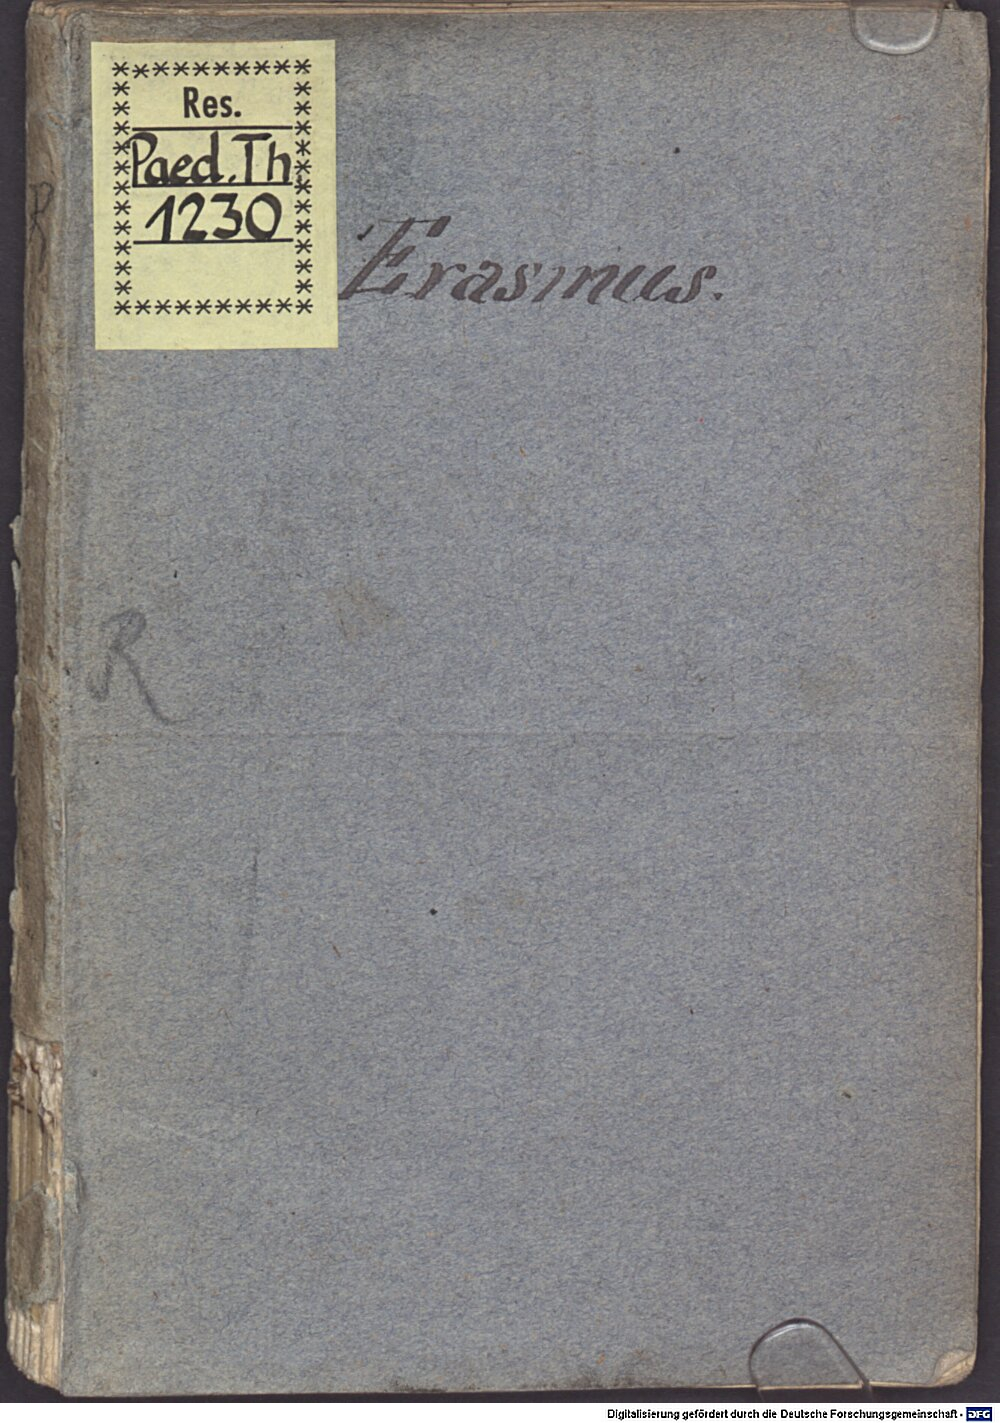 Res.
Paed. Th.
1230
Erasmus.
R
R
Digitalisierung gefördert durch die Deutsche Forschungsgemeinschaft - DFG